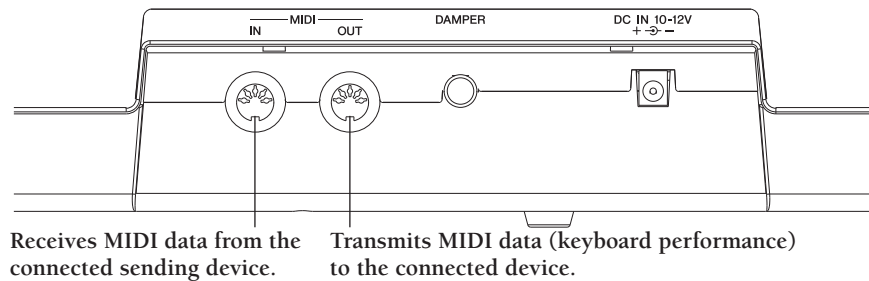 MIDI
IN OUT
DAMPER
DC IN 10-12V
+ -
Receives MIDI data from the
connected sending device.
Transmits MIDI data (keyboard performance)
to the connected device.